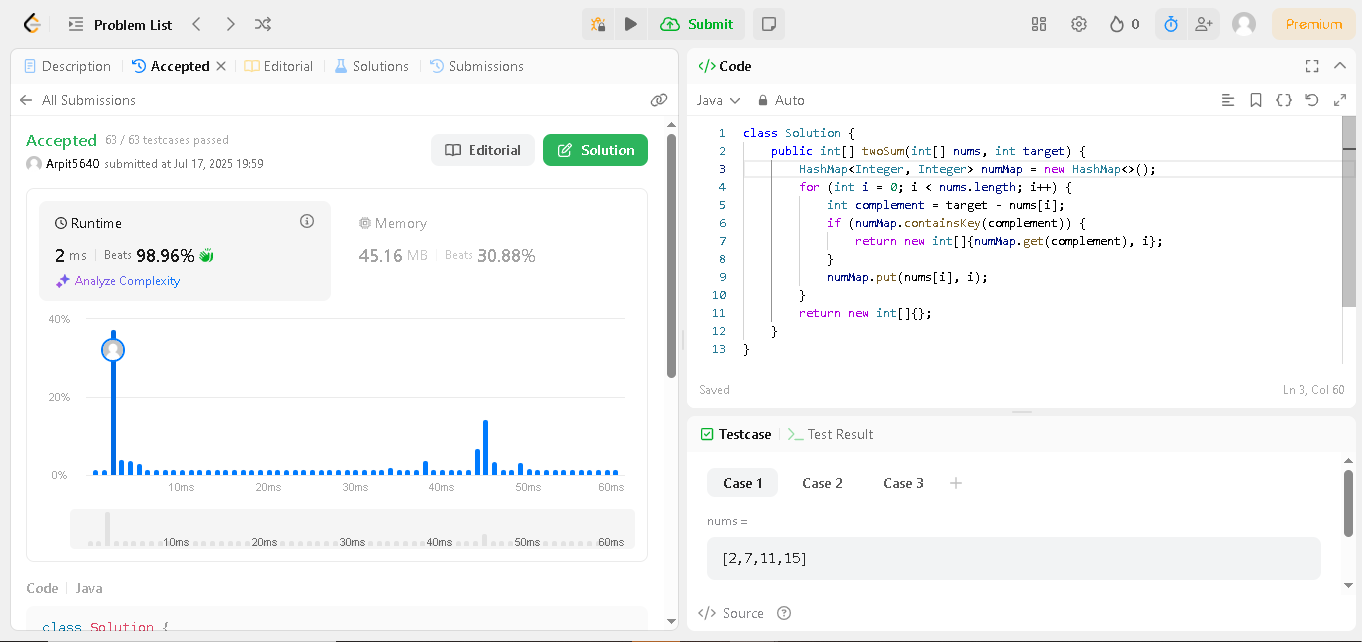 Problem List
Submit
0
Premium
Description
Accepted
Editorial
Solutions
Submissions
All Submissions
Accepted 63 / 63 testcases passed
Arpit5640 submitted at Jul 17, 2025 19:59
Editorial
Solution
Runtime
2 ms Beats 98.96%
Analyze Complexity
Memory
45.16 MB Beats 30.88%
40%
20%
0%
10ms 20ms 30ms 40ms 50ms 60ms
10ms 20ms 30ms 40ms 50ms 60ms
Code Java
class Solution {
</> Code
Java Auto
1 class Solution {
2 public int[] twoSum(int[] nums, int target) {
3 HashMap<Integer, Integer> numMap = new HashMap<>();
4 for (int i = 0; i < nums.length; i++) {
5 int complement = target - nums[i];
6 if (numMap.containsKey(complement)) {
7 return new int[]{numMap.get(complement), i};
8 }
9 numMap.put(nums[i], i);
10 }
11 return new int[]{};
12 }
13 }
Saved
Ln 3, Col 60
Testcase
Test Result
Case 1 Case 2 Case 3 +
nums =
[2,7,11,15]
</> Source